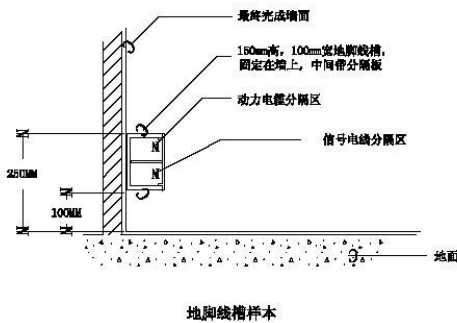 最终完成墙面
150mm高，100mm宽地脚线槽，
固定在墙上，中间带分隔板
动力电缆分隔区
信号电线分隔区
250MM
100MM
地面
地脚线槽样本